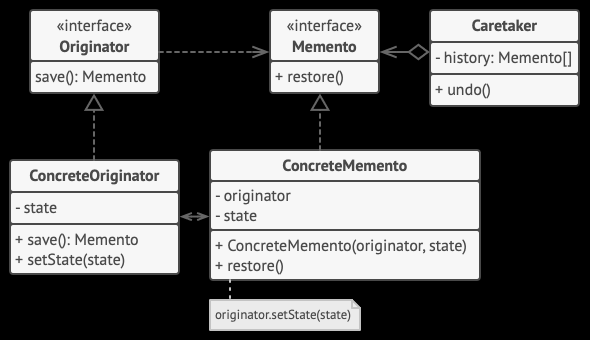 «interface»
Originator
save(): Memento
«interface»
Memento
+ restore()
Caretaker
- history: Memento[]
+ undo()
ConcreteOriginator
- state
+ save(): Memento
+ setState(state)
ConcreteMemento
- originator
- state
+ ConcreteMemento(originator, state)
+ restore()
originator.setState(state)